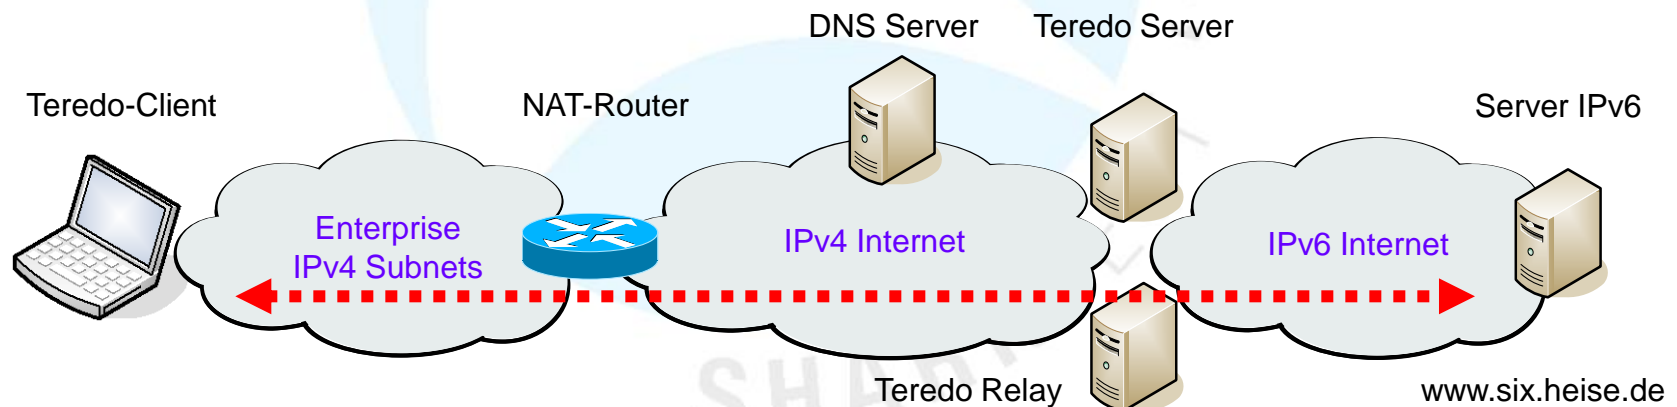 DNS Server
Teredo Server
Teredo-Client
NAT-Router
Server IPv6
Enterprise
IPv4 Subnets
IPv4 Internet
IPv6 Internet
Teredo Relay
www.six.heise.de